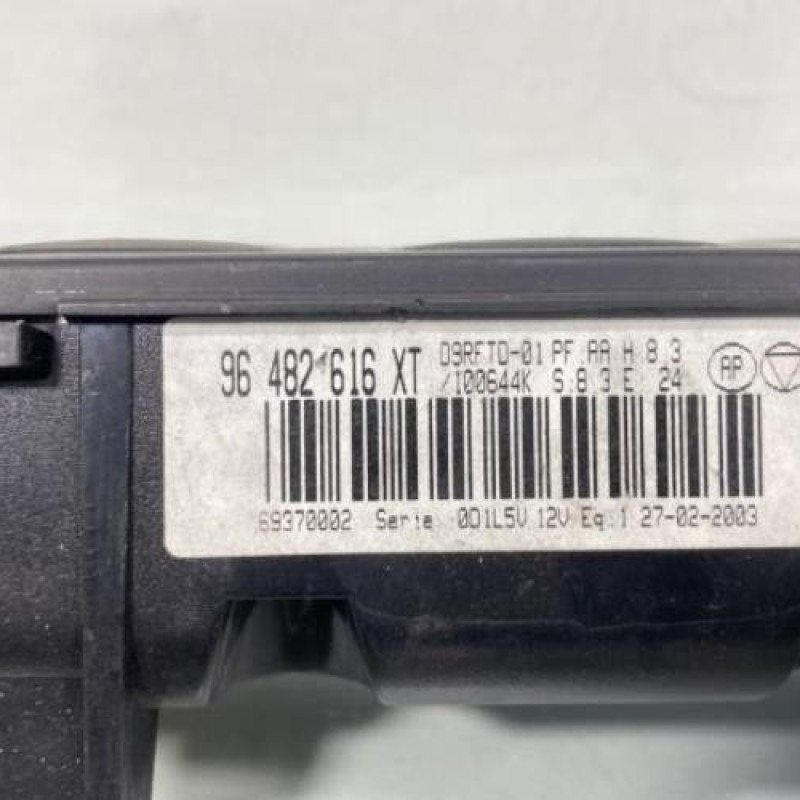 96 482 616 XT
D9RFTD-01 PF.AA H 8 3
/I00644K S:8 3 E 24
AP
69370002 Serie 0D1L5V 12V Eq:1 27-02-2003